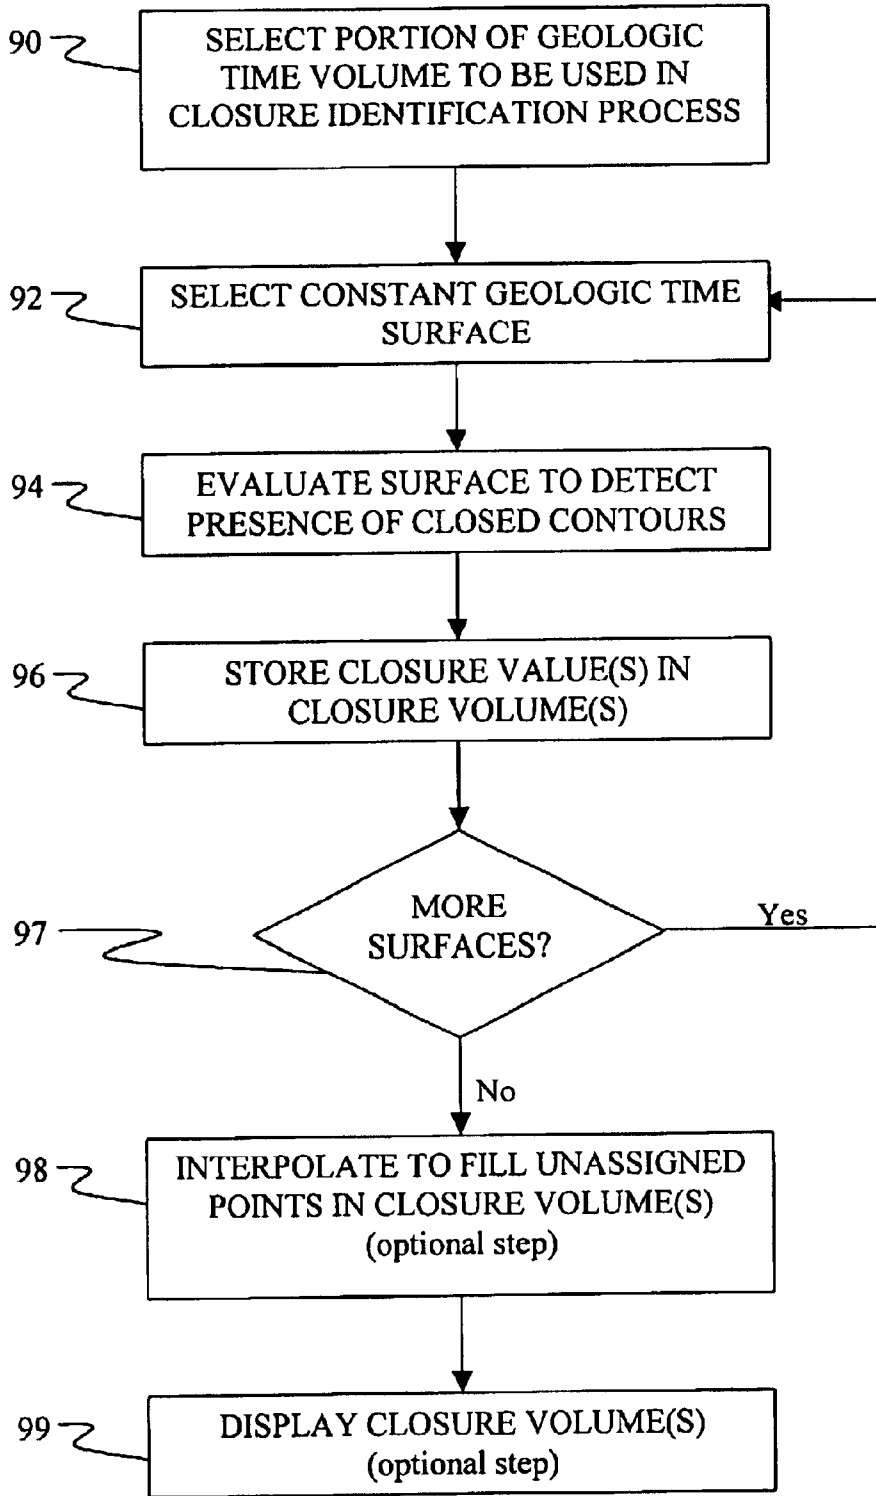 90
SELECT PORTION OF GEOLOGIC
TIME VOLUME TO BE USED IN
CLOSURE IDENTIFICATION PROCESS
92
SELECT CONSTANT GEOLOGIC TIME
SURFACE
94
EVALUATE SURFACE TO DETECT
PRESENCE OF CLOSED CONTOURS
96
STORE CLOSURE VALUE(S) IN
CLOSURE VOLUME(S)
97
MORE
SURFACES?
Yes
No
98
INTERPOLATE TO FILL UNASSIGNED
POINTS IN CLOSURE VOLUME(S)
(optional step)
99
DISPLAY CLOSURE VOLUME(S)
(optional step)